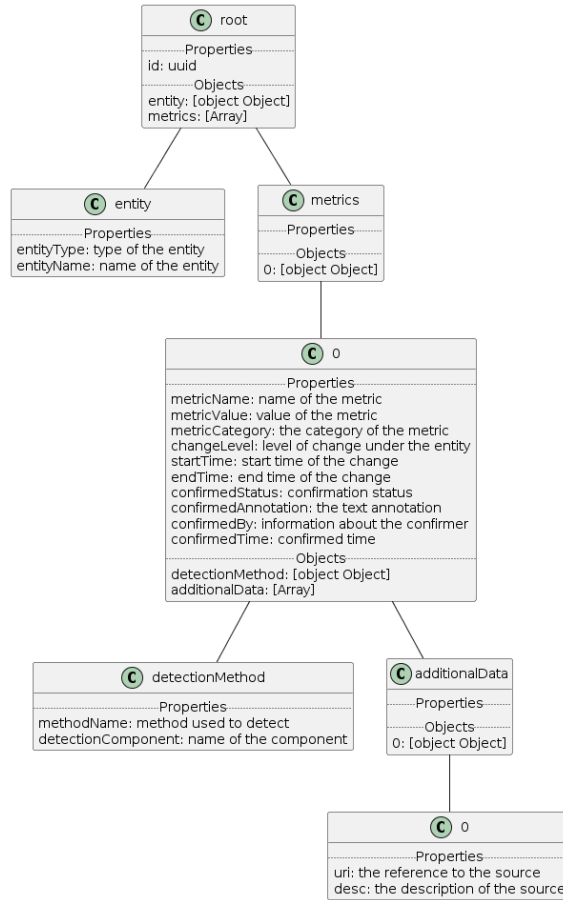 C root
Properties
id: uuid
Objects
entity: [object Object]
metrics: [Array]
C entity
Properties
entityType: type of the entity
entityName: name of the entity
C metrics
Properties
Objects
0: [object Object]
C 0
Properties
metricName: name of the metric
metricValue: value of the metric
metricCategory: the category of the metric
changeLevel: level of change under the entity
startTime: start time of the change
endTime: end time of the change
confirmedStatus: confirmation status
confirmedAnnotation: the text annotation
confirmedBy: information about the confirmer
confirmedTime: confirmed time
Objects
detectionMethod: [object Object]
additionalData: [Array]
C detectionMethod
Properties
methodName: method used to detect
detectionComponent: name of the component
C additionalData
Properties
Objects
0: [object Object]
C 0
Properties
uri: the reference to the source
desc: the description of the source